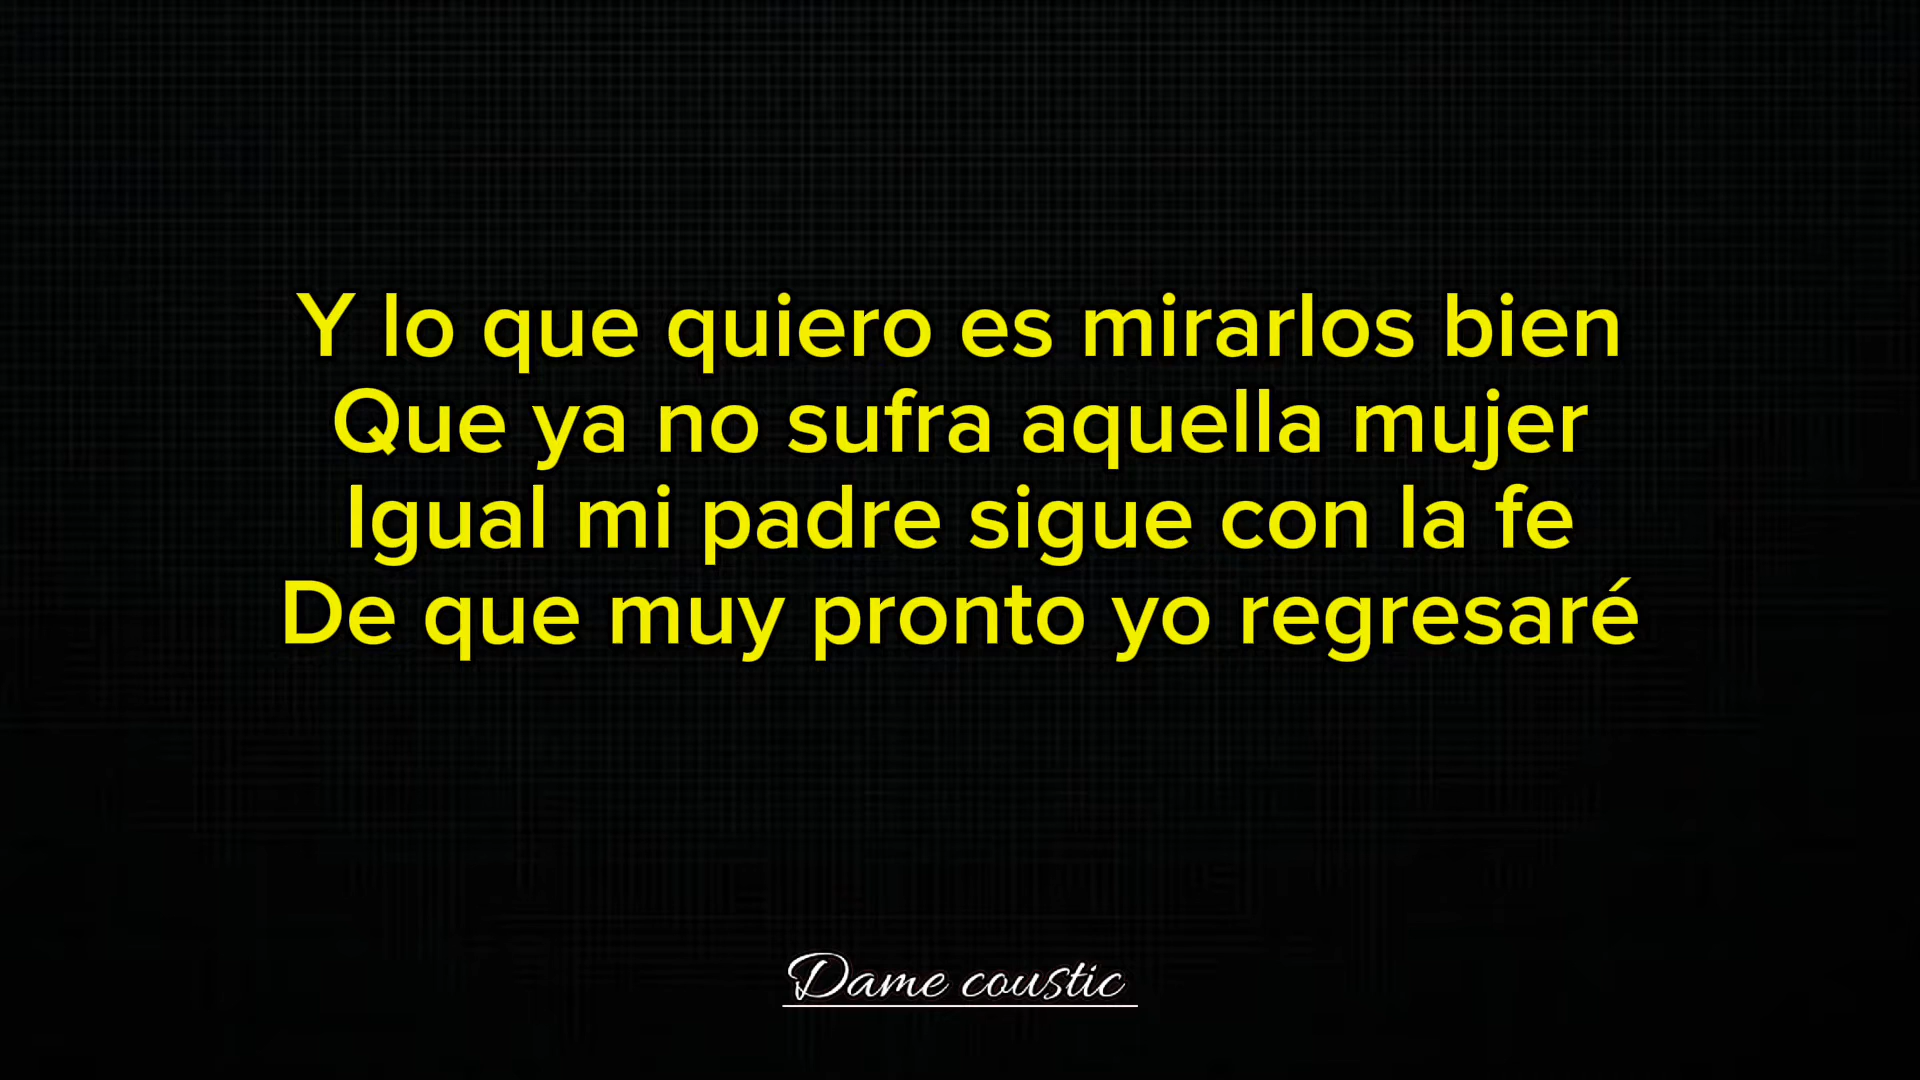 Y lo que quiero es mirarlos bien
Que ya no sufra aquella mujer
Igual mi padre sigue con la fe
De que muy pronto yo regresaré
Dame coustic